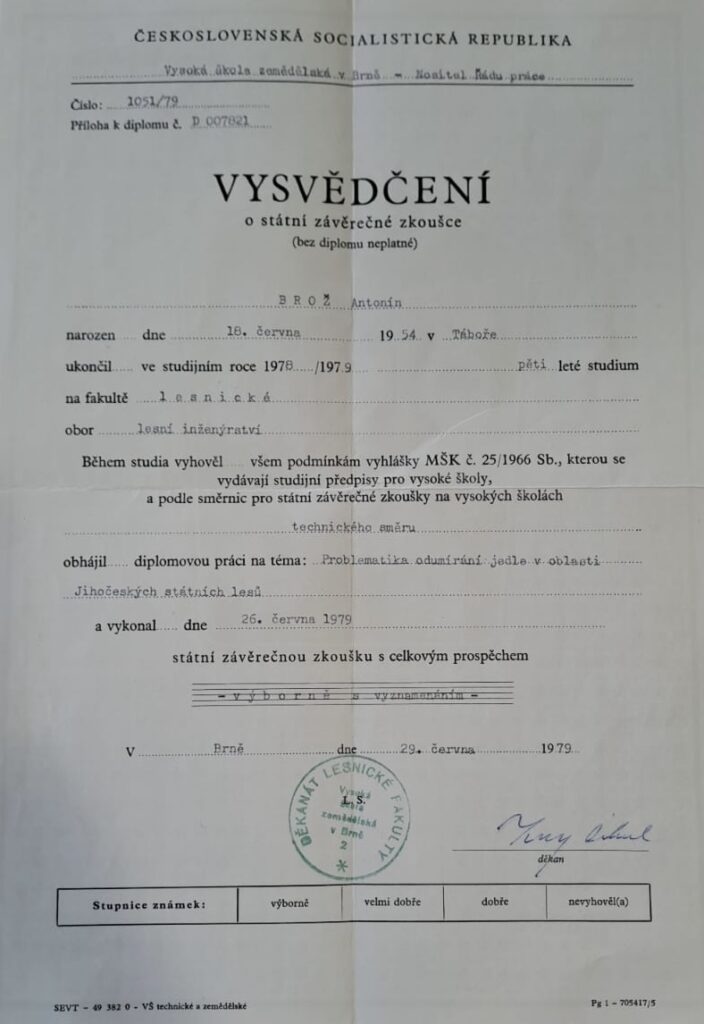 ČESKOSLOVENSKÁ SOCIALISTICKÁ REPUBLIKA
Vysoká škola zemědělská v Brně - Nositel Řádu práce
Číslo: 1051/79
Příloha k diplomu č. D 007821
VYSVĚDČENÍ
o státní závěrečné zkoušce
(bez diplomu neplatné)
BROŽ Antonín
narozen dne 18. června 1954 v Táboře
ukončil ve studijním roce 1978/1979 pěti leté studium
na fakultě lesnická
obor lesní inženýrství
Během studia vyhověl všem podmínkám vyhlášky MŠK č. 25/1966 Sb., kterou se
vydávají studijní předpisy pro vysoké školy,
a podle směrnic pro státní závěrečné zkoušky na vysokých školách
technického směru
obhájil diplomovou práci na téma: Problematika odumírání jedle v oblasti
Jihočeských státních lesů
a vykonal dne 26. června 1979
státní závěrečnou zkoušku s celkovým prospěchem
- výborně s vyznamenáním -
V Brně dne 29. června 1979
DĚKANÁT LESNICKÉ FAKULTY
Vysoká
škola
L. S.
zemědělská
v Brně
2
děkan
Stupnice známek: výborně velmi dobře dobře nevyhověl(a)
SEVT - 49 382 0 - VŠ technické a zemědělské Pg 1 - 705417/5